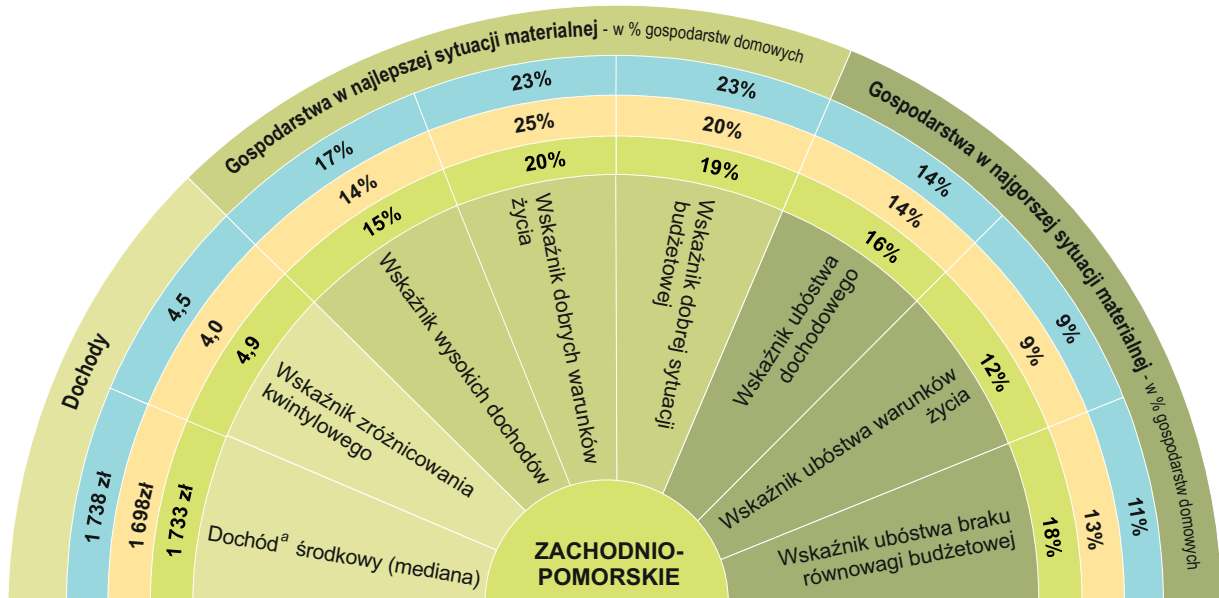 Dochody
Gospodarstwa w najlepszej sytuacji materialnej - w % gospodarstw domowych
Gospodarstwa w najgorszej sytuacji materialnej - w % gospodarstw domowych
1 738 zł
4,5
17%
23%
23%
14%
9%
11%
1 698zł
4,0
14%
25%
20%
14%
9%
13%
1 733 zł
4,9
15%
20%
19%
16%
12%
18%
Dochódᵃ środkowy (mediana)
Wskaźnik zróżnicowania
kwintylowego
Wskaźnik wysokich dochodów
Wskaźnik dobrych warunków
życia
Wskaźnik dobrej sytuacji
budżetowej
Wskaźnik ubóstwa
dochodowego
Wskaźnik ubóstwa warunków
życia
Wskaźnik ubóstwa braku
równowagi budżetowej
ZACHODNIO-
POMORSKIE